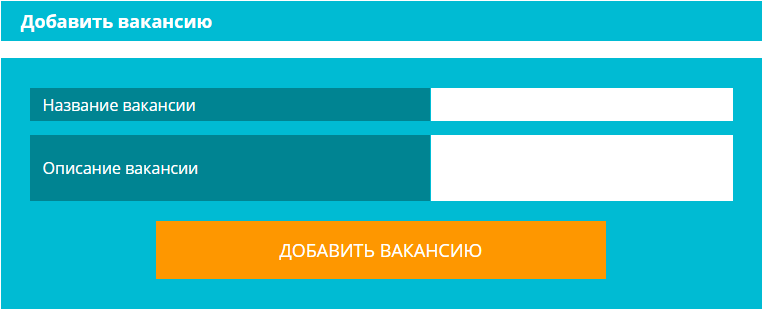 Добавить вакансию
Название вакансии
Описание вакансии
ДОБАВИТЬ ВАКАНСИЮ